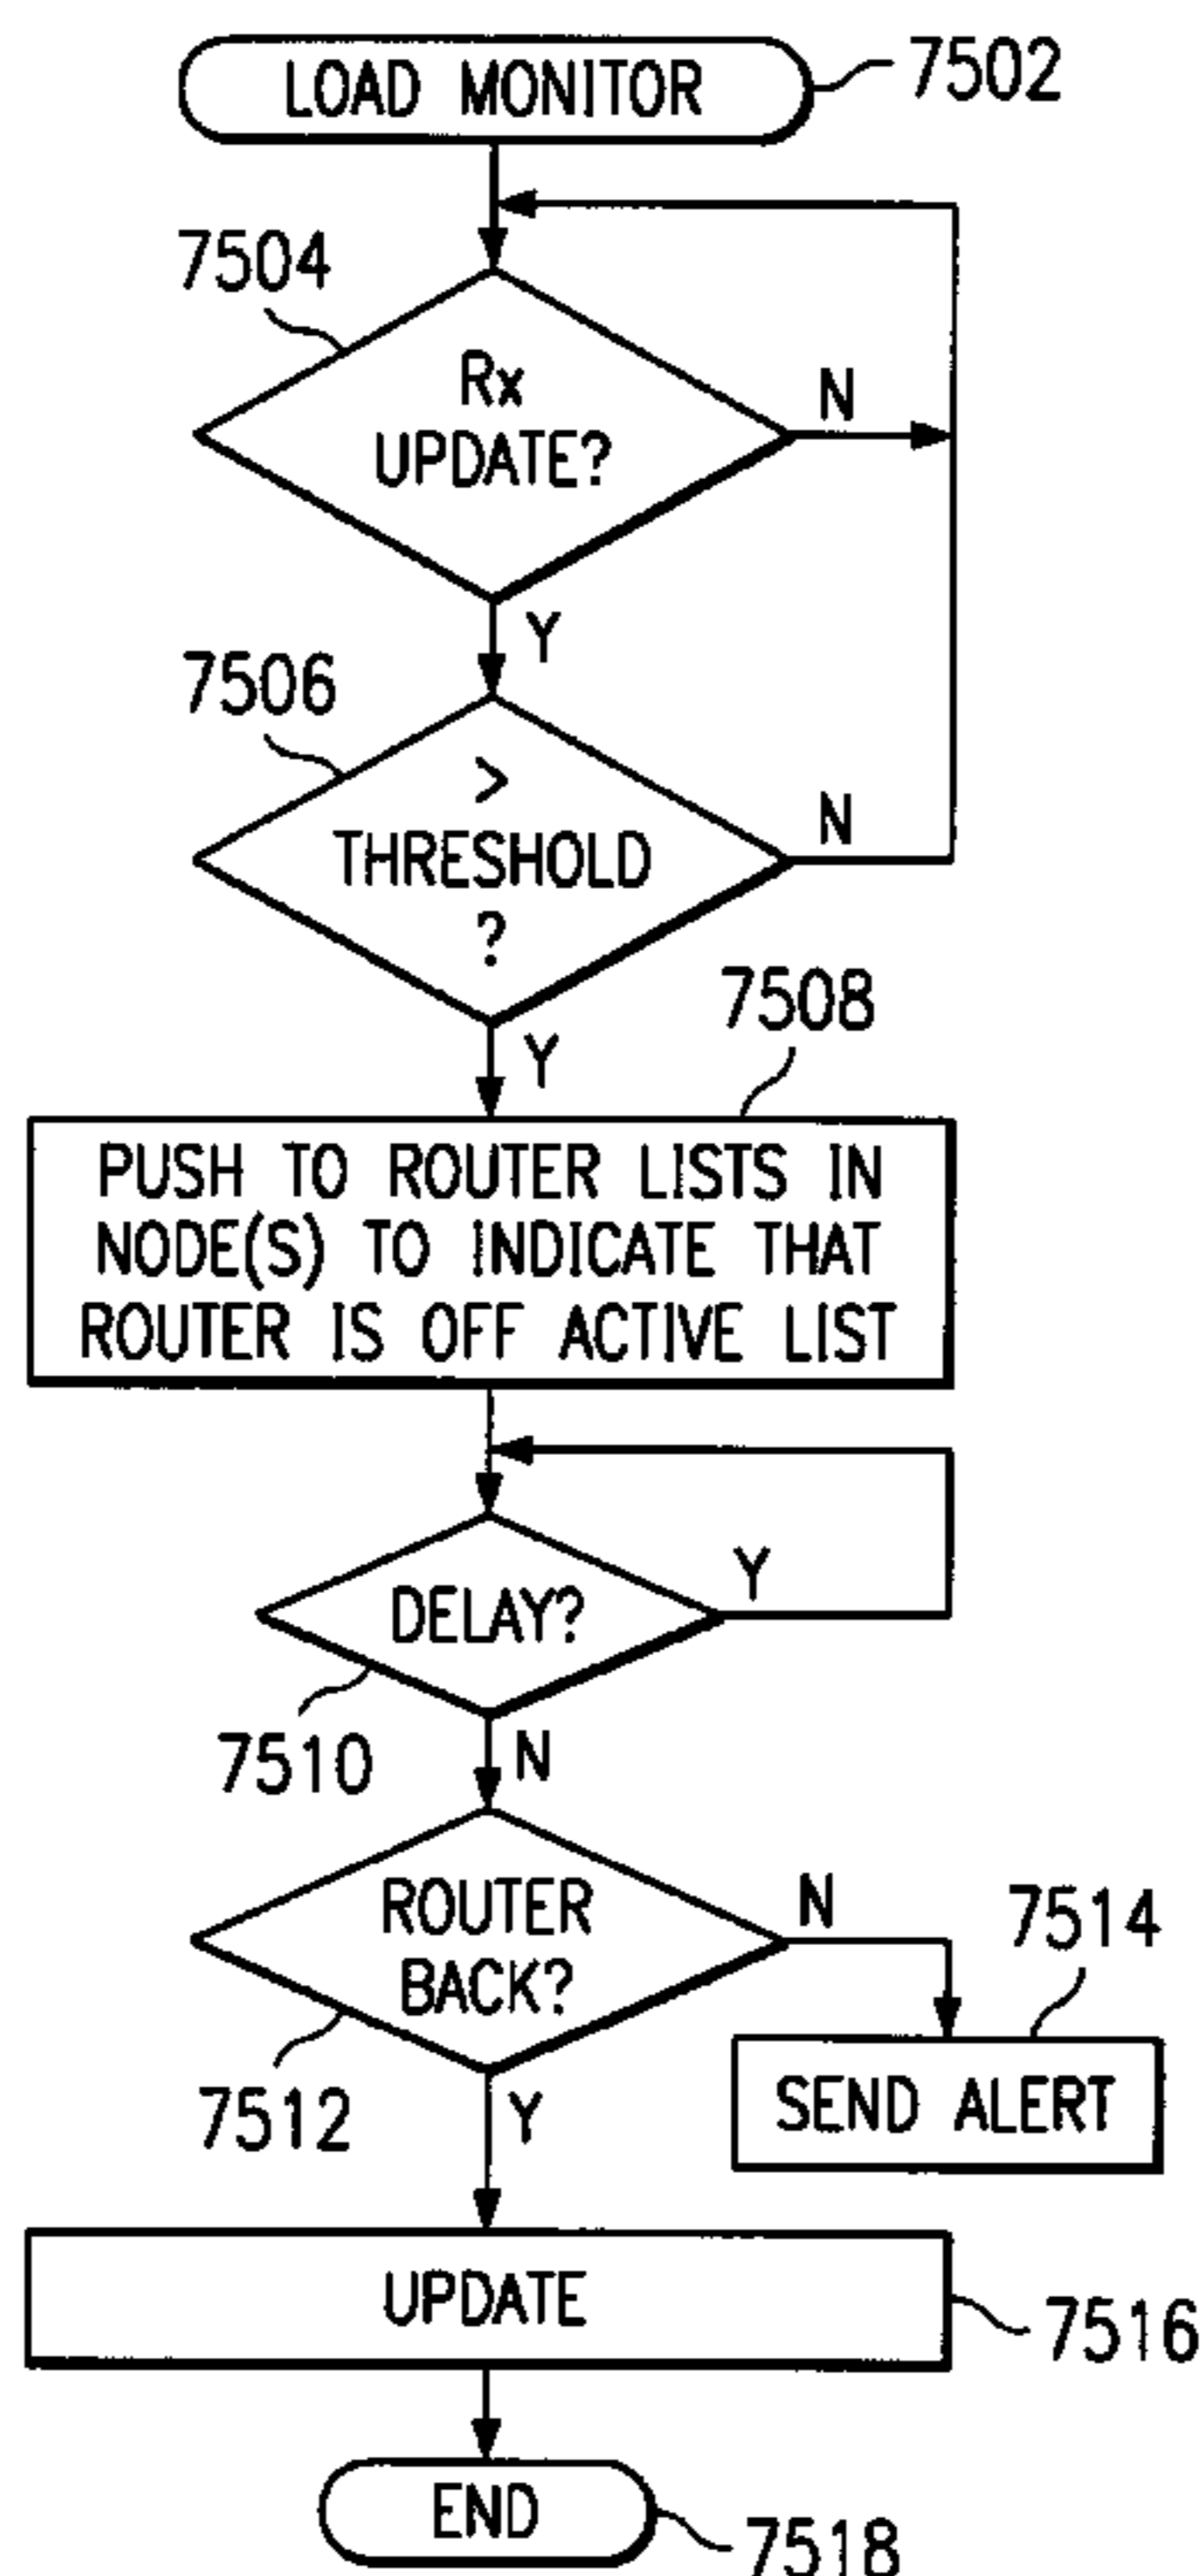 LOAD MONITOR
7502
7504
Rx
UPDATE?
N
Y
7506
>
THRESHOLD
?
N
Y
7508
PUSH TO ROUTER LISTS IN
NODE(S) TO INDICATE THAT
ROUTER IS OFF ACTIVE LIST
DELAY?
Y
7510
N
ROUTER
BACK?
N
7514
7512
Y
SEND ALERT
UPDATE
7516
END
7518